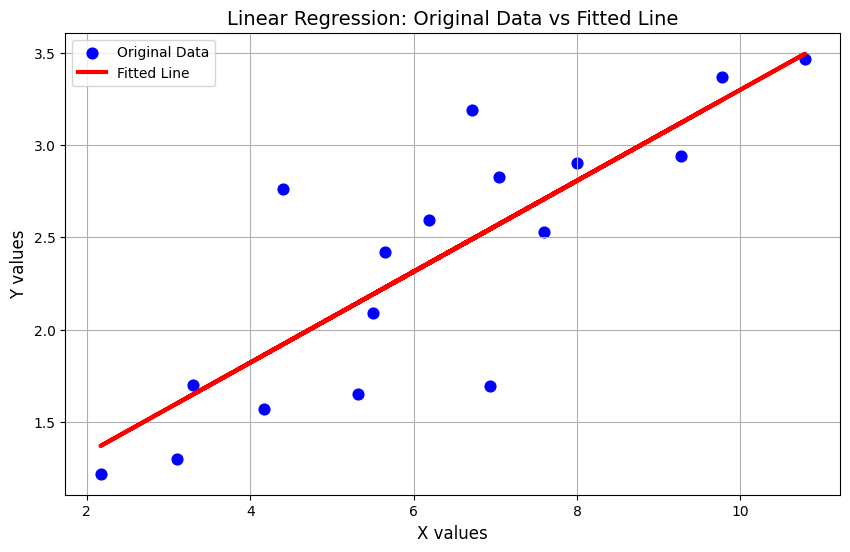 Linear Regression: Original Data vs Fitted Line
Original Data
Fitted Line
3.5
3.0
2.5
2.0
1.5
Y values
2 4 6 8 10
X values